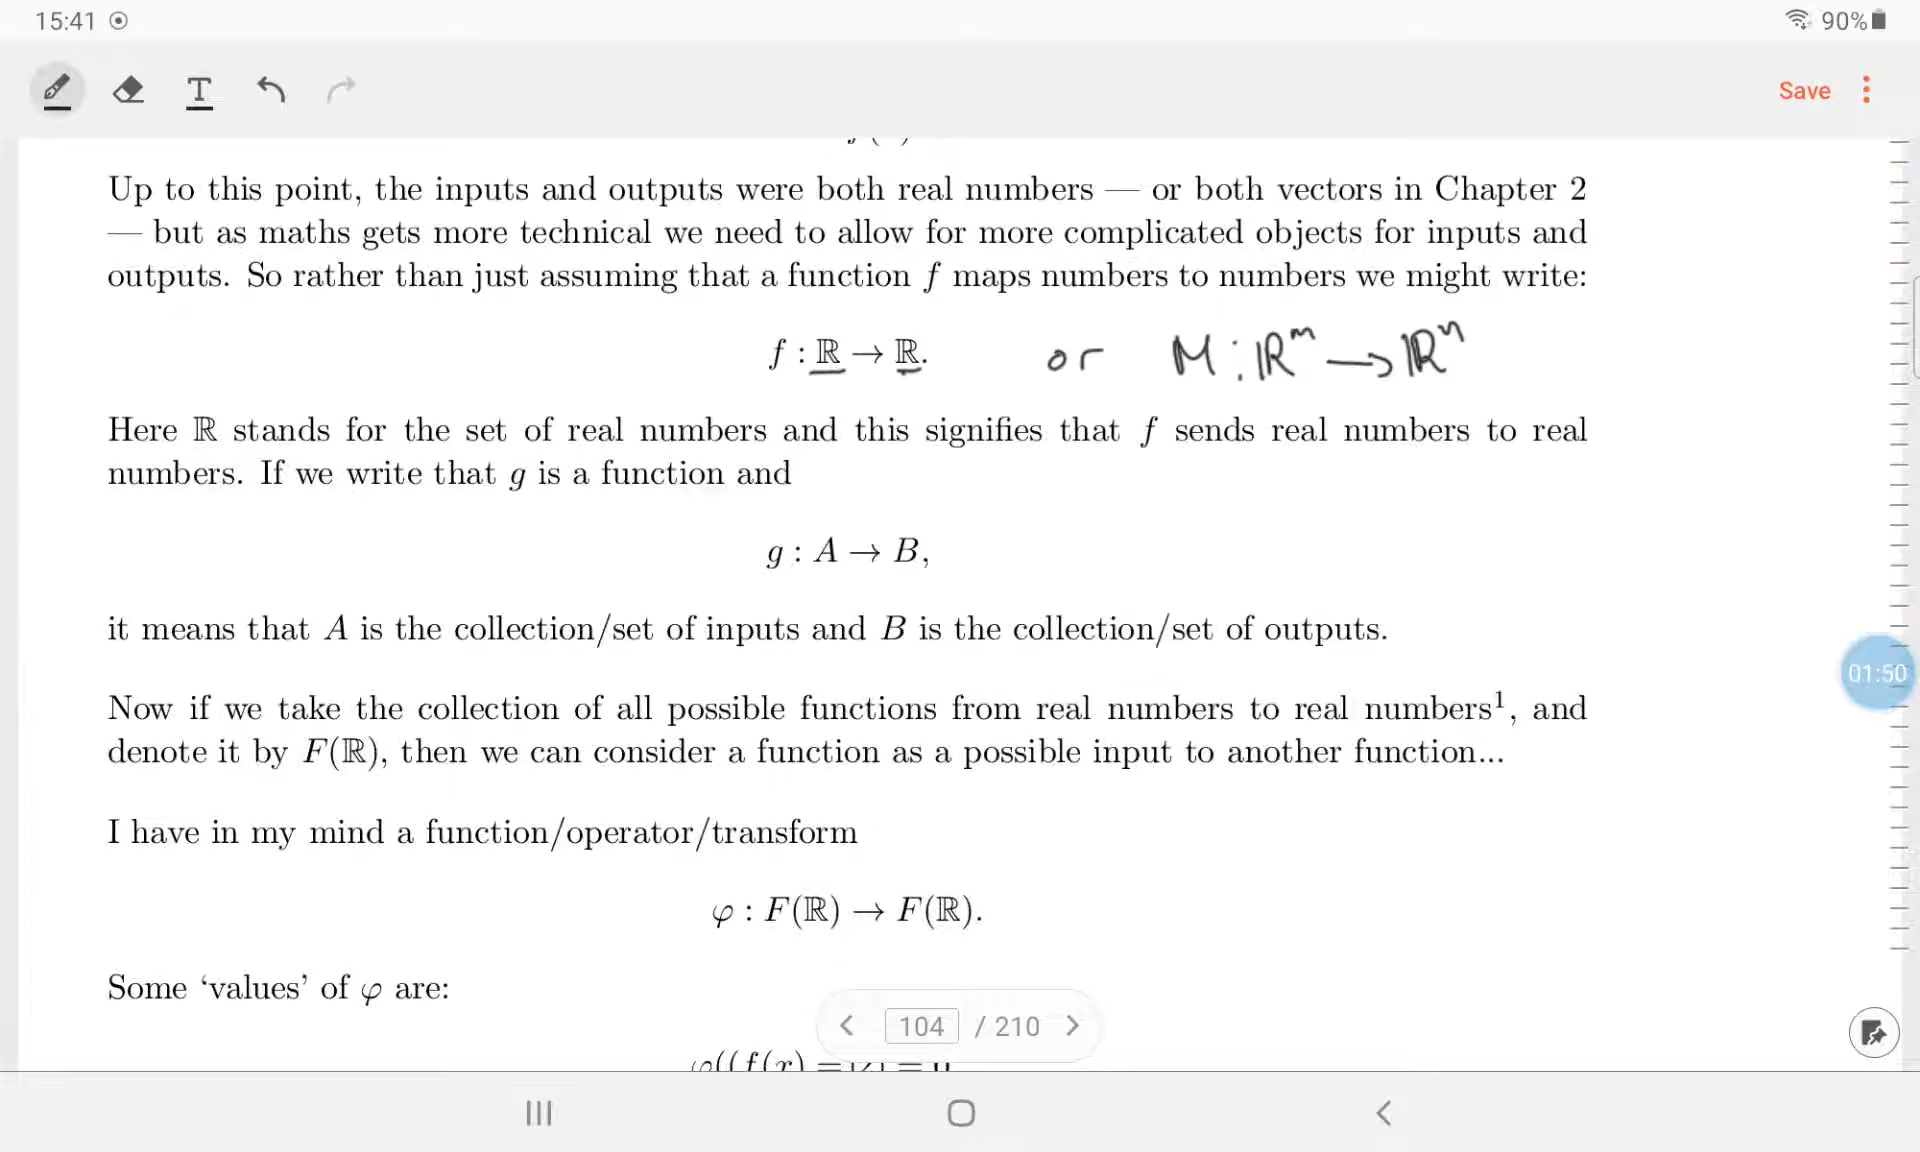 15:41
90%
T
Save
Up to this point, the inputs and outputs were both real numbers — or both vectors in Chapter 2
— but as maths gets more technical we need to allow for more complicated objects for inputs and
outputs. So rather than just assuming that a function f maps numbers to numbers we might write:
f : ℝ → ℝ. or M : ℝᵐ → ℝⁿ
Here ℝ stands for the set of real numbers and this signifies that f sends real numbers to real
numbers. If we write that g is a function and
g : A → B,
it means that A is the collection/set of inputs and B is the collection/set of outputs.
01:50
Now if we take the collection of all possible functions from real numbers to real numbers¹, and
denote it by F(ℝ), then we can consider a function as a possible input to another function...
I have in my mind a function/operator/transform
φ : F(ℝ) → F(ℝ).
Some ‘values’ of φ are:
104 / 210